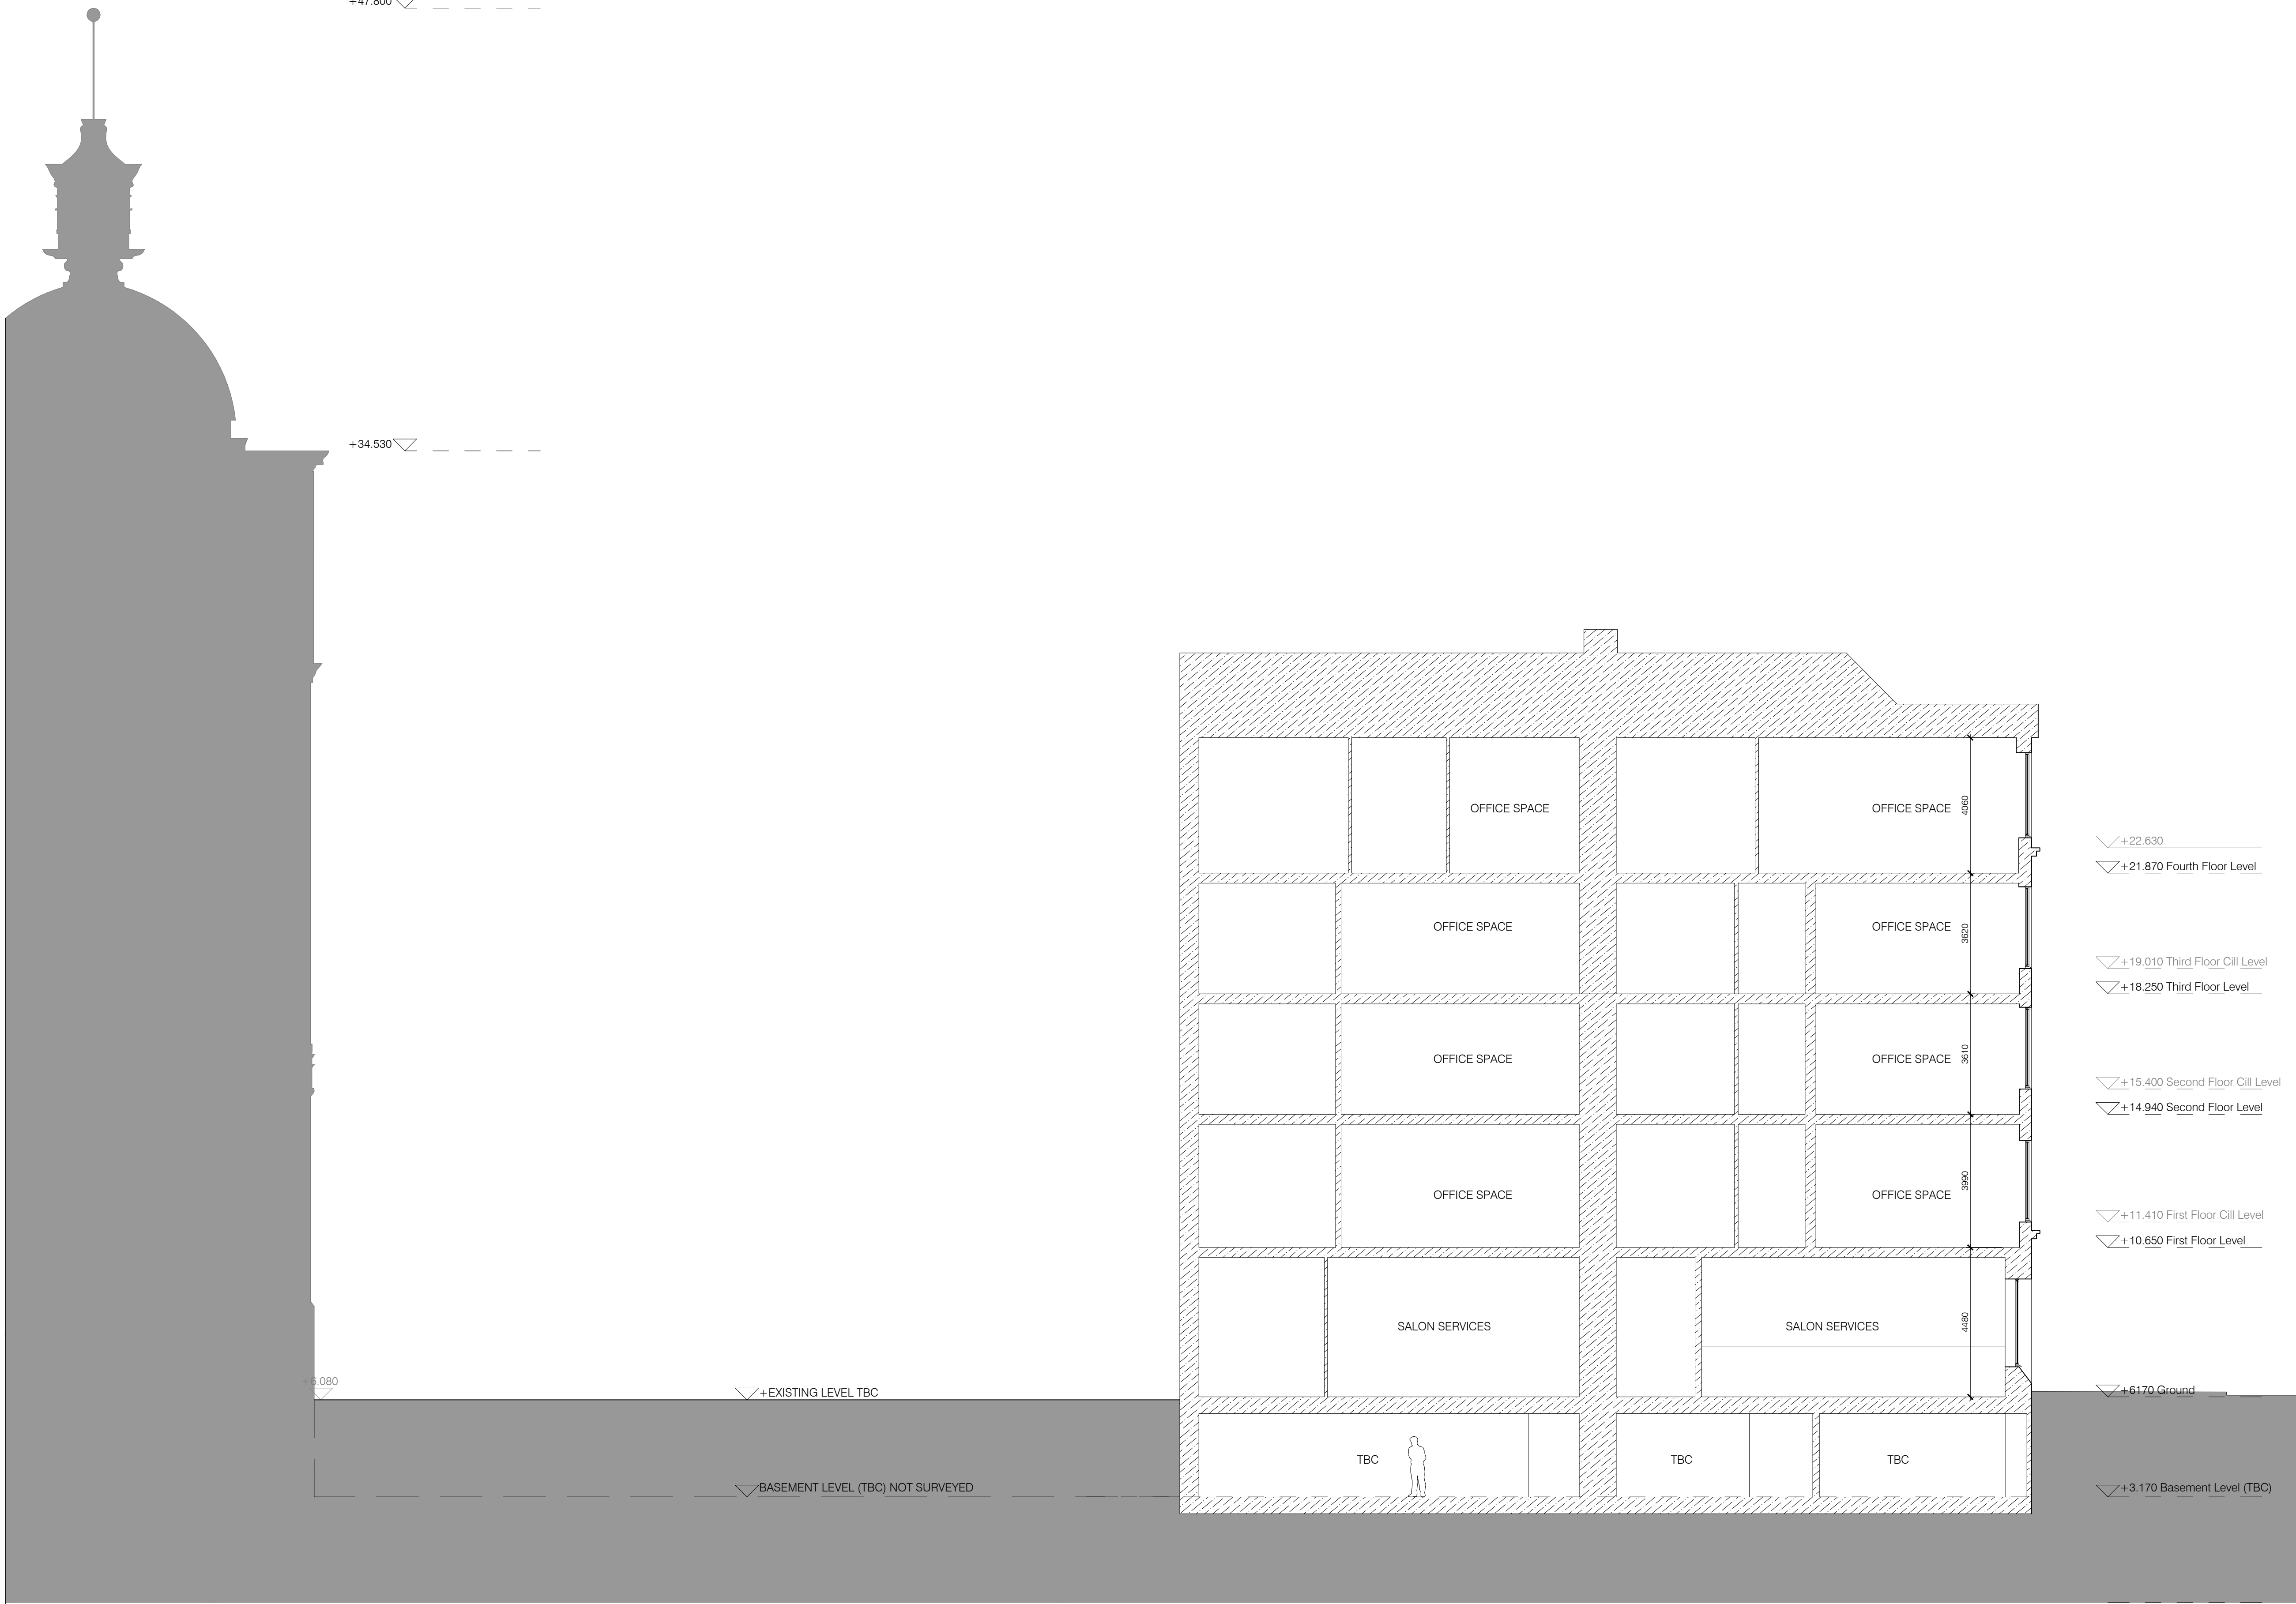 +47.800
+34.530
OFFICE SPACE
OFFICE SPACE
4060
+22.630
+21.870 Fourth Floor Level
OFFICE SPACE
OFFICE SPACE
3620
+19.010 Third Floor Cill Level
+18.250 Third Floor Level
OFFICE SPACE
OFFICE SPACE
3610
+15.400 Second Floor Cill Level
+14.940 Second Floor Level
OFFICE SPACE
OFFICE SPACE
3990
+11.410 First Floor Cill Level
+10.650 First Floor Level
SALON SERVICES
SALON SERVICES
4480
+6.080
+EXISTING LEVEL TBC
+6170 Ground
TBC
TBC
TBC
BASEMENT LEVEL (TBC) NOT SURVEYED
+3.170 Basement Level (TBC)